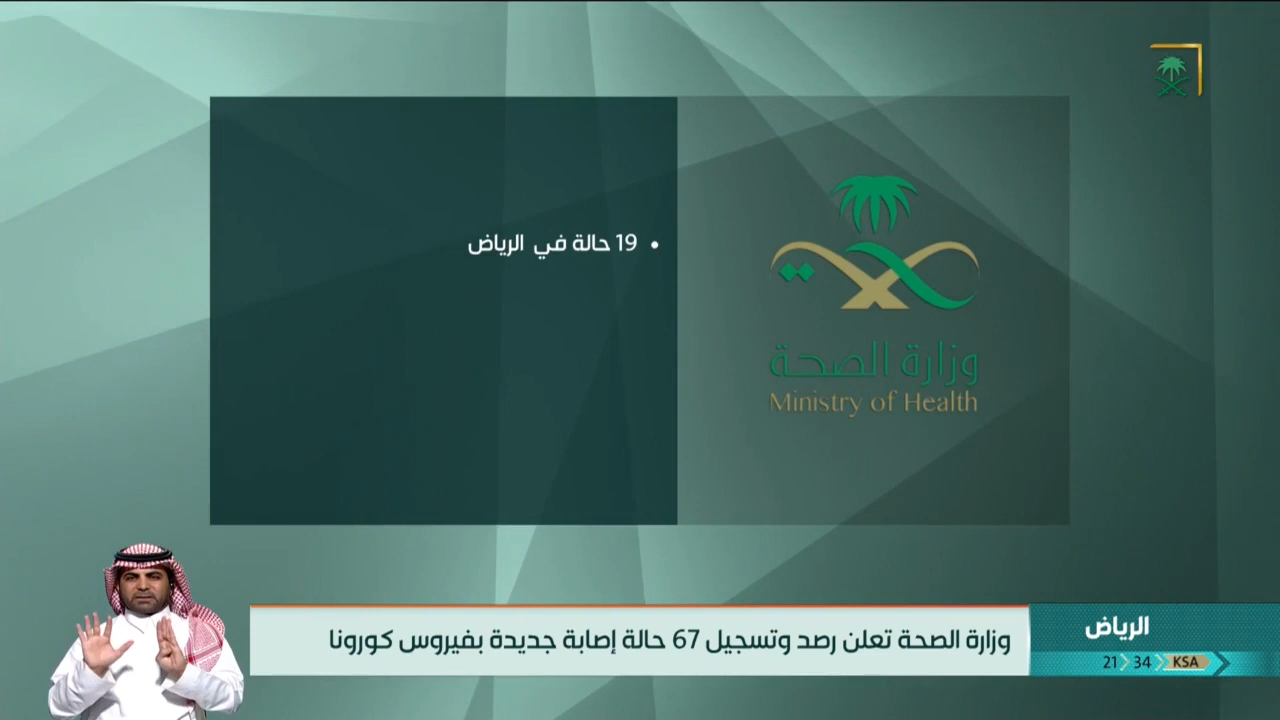 • 19 حالة في الرياض
وزارة الصحة
Ministry of Health
الرياض
وزارة الصحة تعلن رصد وتسجيل 67 حالة إصابة جديدة بفيروس كورونا
21 34 KSA